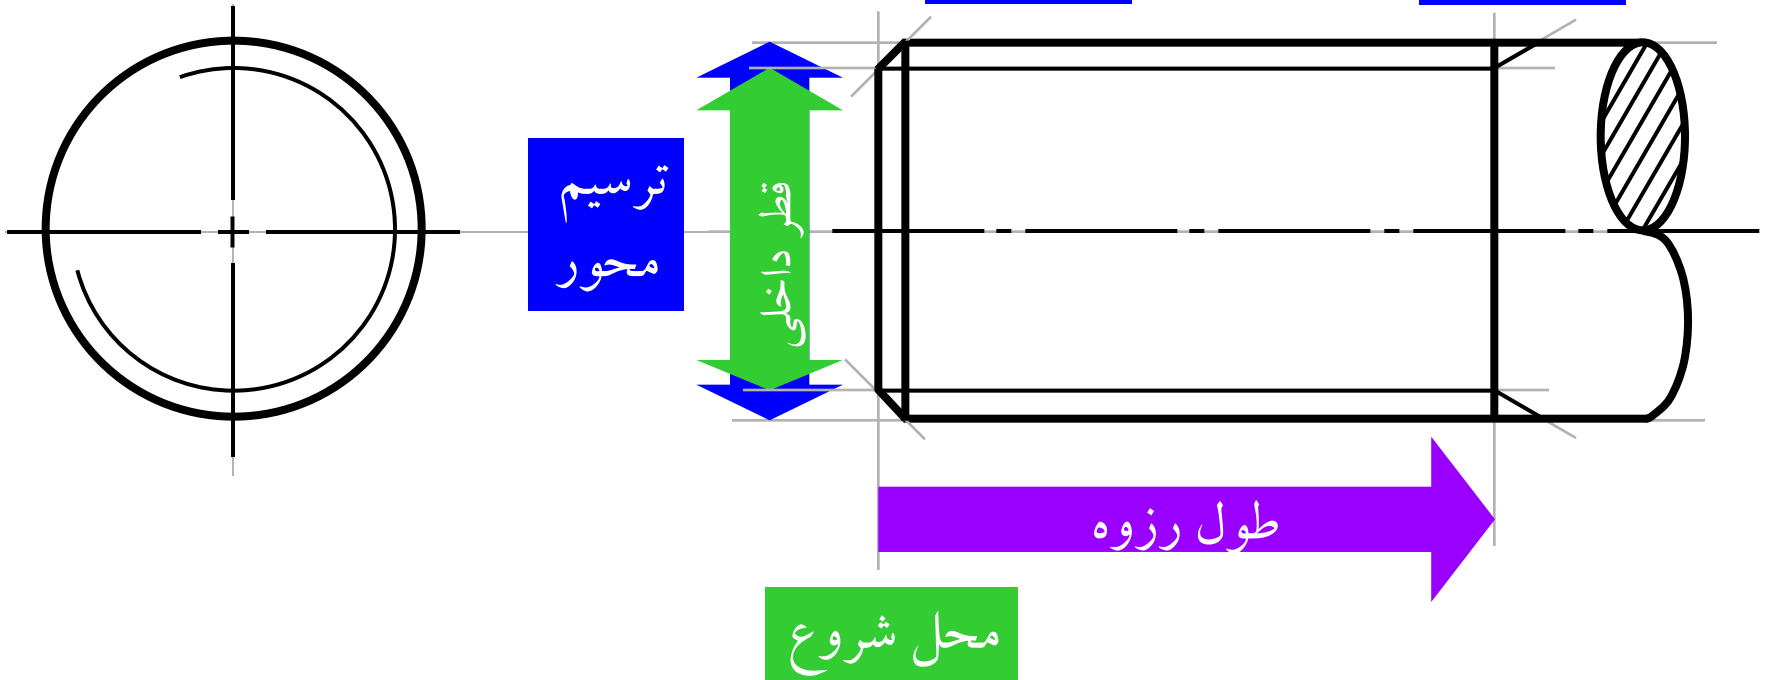 ترسیم
محور
قطر داخلی
طول رزوه
محل شروع